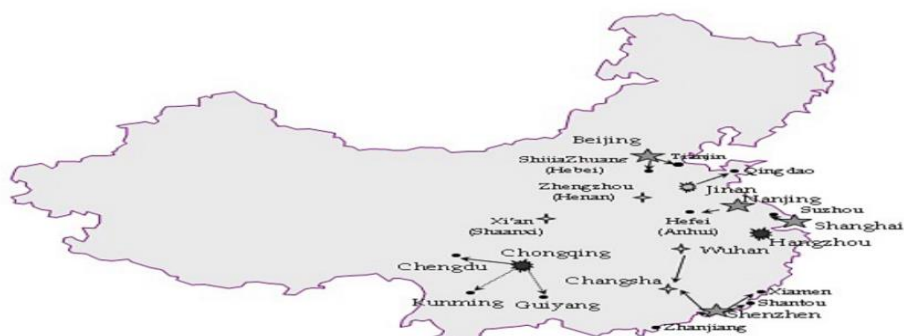 Beijing
Tianjin
ShijiaZhuang
(Hebei)
Qingdao
Zhengzhou
(Henan)
Jinan
Nanjing
Suzhou
Xi'an
(Shaanxi)
Hefei
(Anhui)
Shanghai
Hangzhou
Wuhan
Chongqing
Chengdu
Changsha
Kunming
Guiyang
Xiamen
Shantou
Shenzhen
Zhanjiang